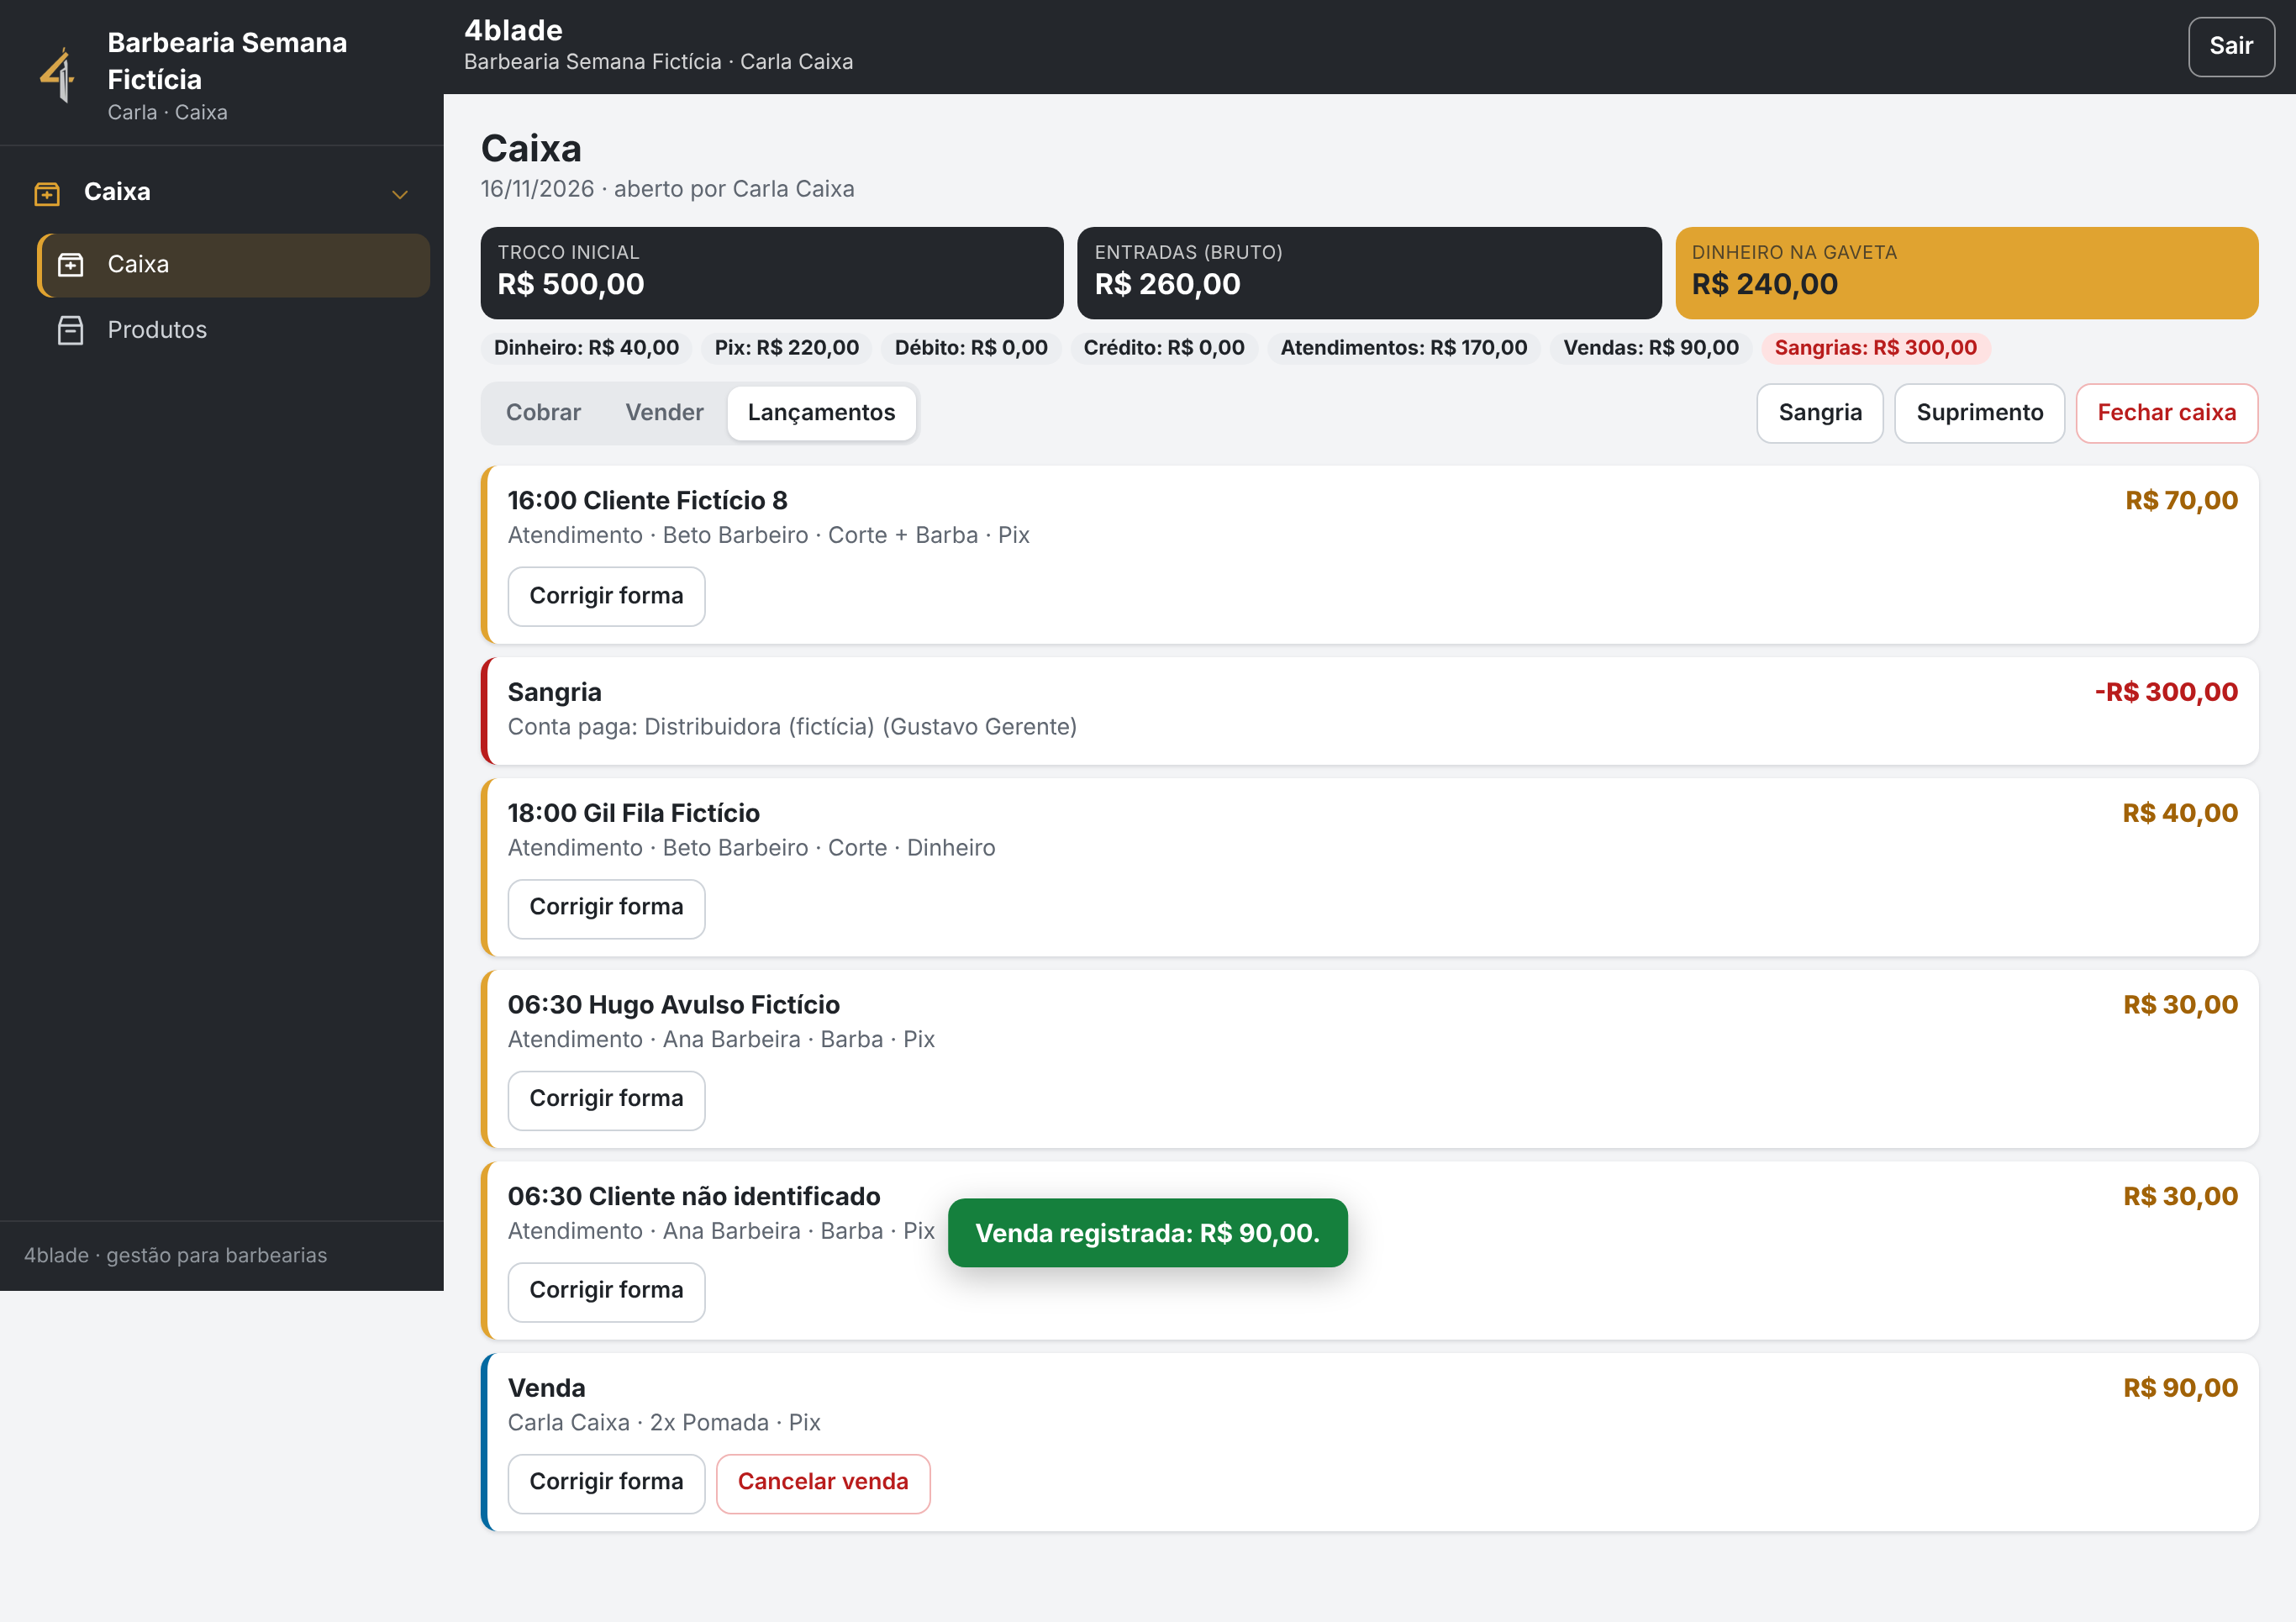 Barbearia Semana
Fictícia
Carla · Caixa
Caixa
Caixa
Produtos
4blade · gestão para barbearias
4blade
Barbearia Semana Fictícia · Carla Caixa
Sair
Caixa
16/11/2026 · aberto por Carla Caixa
TROCO INICIAL
R$ 500,00
ENTRADAS (BRUTO)
R$ 260,00
DINHEIRO NA GAVETA
R$ 240,00
Dinheiro: R$ 40,00 Pix: R$ 220,00 Débito: R$ 0,00 Crédito: R$ 0,00 Atendimentos: R$ 170,00 Vendas: R$ 90,00 Sangrias: R$ 300,00
Cobrar Vender Lançamentos Sangria Suprimento Fechar caixa
16:00 Cliente Fictício 8 R$ 70,00
Atendimento · Beto Barbeiro · Corte + Barba · Pix
Corrigir forma
Sangria -R$ 300,00
Conta paga: Distribuidora (fictícia) (Gustavo Gerente)
18:00 Gil Fila Fictício R$ 40,00
Atendimento · Beto Barbeiro · Corte · Dinheiro
Corrigir forma
06:30 Hugo Avulso Fictício R$ 30,00
Atendimento · Ana Barbeira · Barba · Pix
Corrigir forma
06:30 Cliente não identificado R$ 30,00
Atendimento · Ana Barbeira · Barba · Pix
Venda registrada: R$ 90,00.
Corrigir forma
Venda R$ 90,00
Carla Caixa · 2x Pomada · Pix
Corrigir forma Cancelar venda